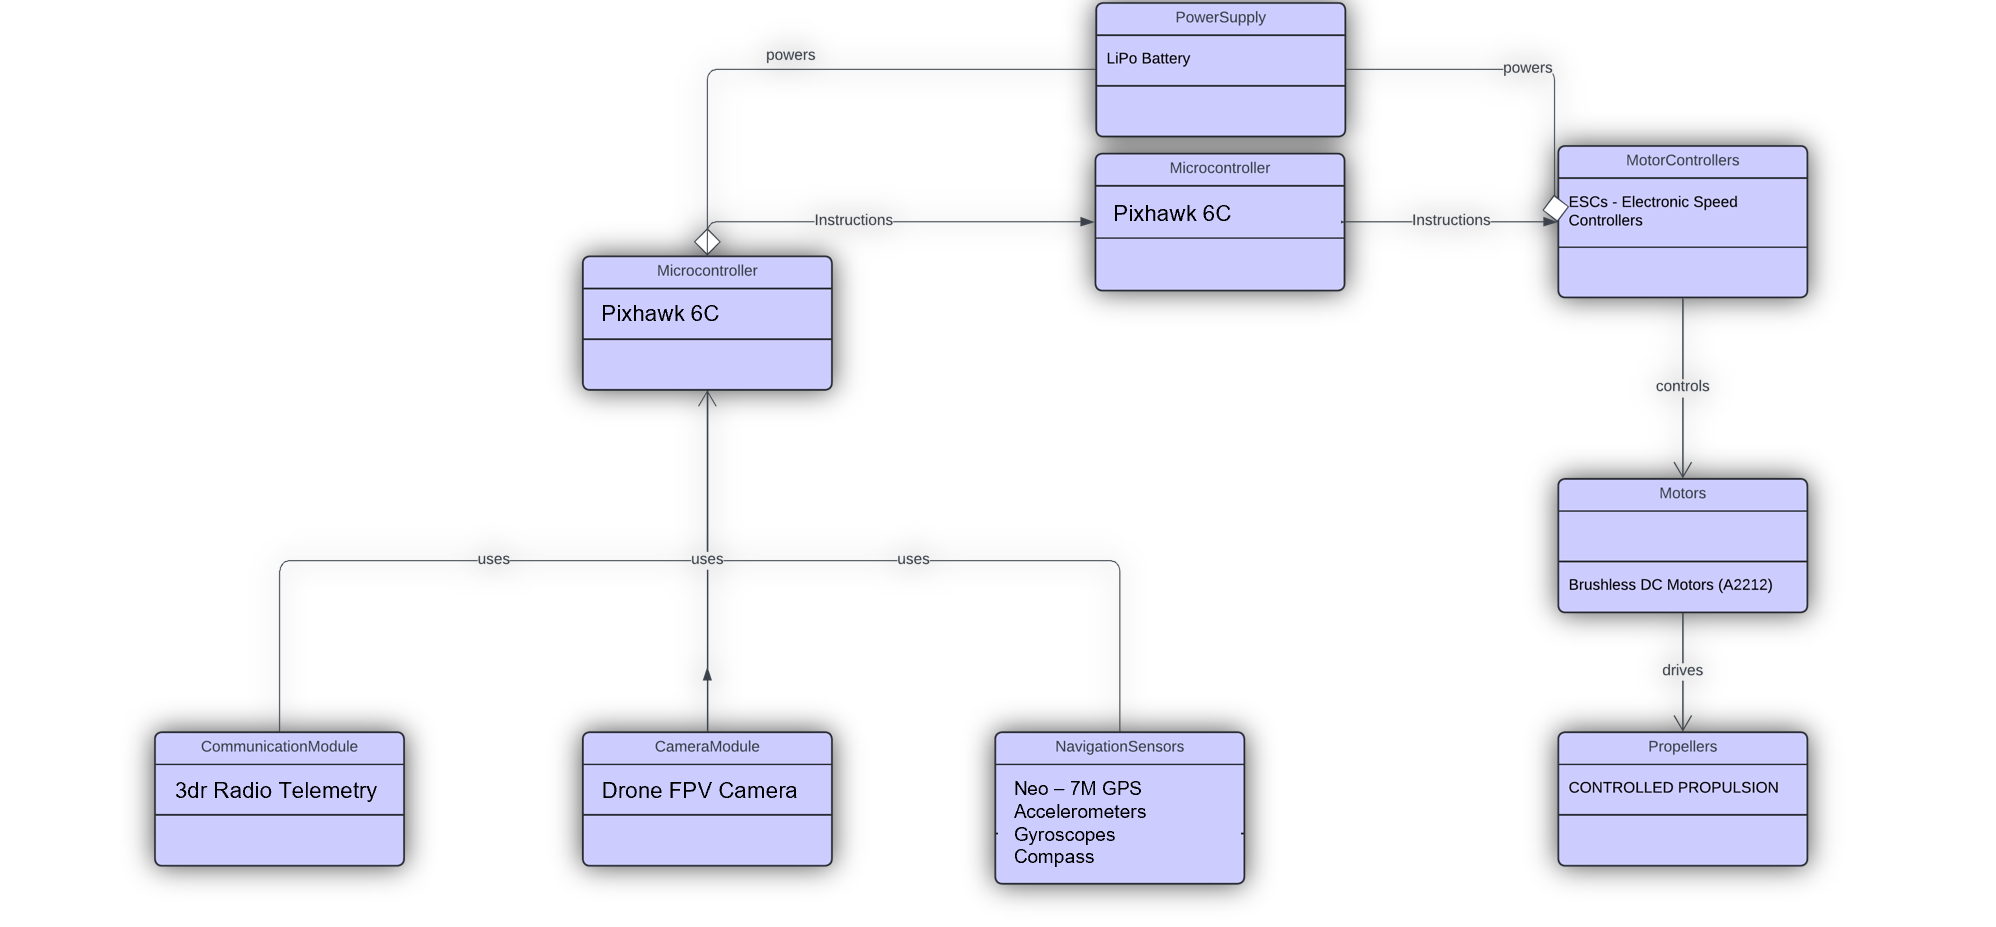 PowerSupply
LiPo Battery
powers
powers
Microcontroller
Pixhawk 6C
MotorControllers
ESCs - Electronic Speed
Controllers
Instructions
Instructions
Microcontroller
Pixhawk 6C
controls
Motors
Brushless DC Motors (A2212)
uses
uses
uses
drives
CommunicationModule
3dr Radio Telemetry
CameraModule
Drone FPV Camera
NavigationSensors
Neo – 7M GPS
Accelerometers
Gyroscopes
Compass
Propellers
CONTROLLED PROPULSION